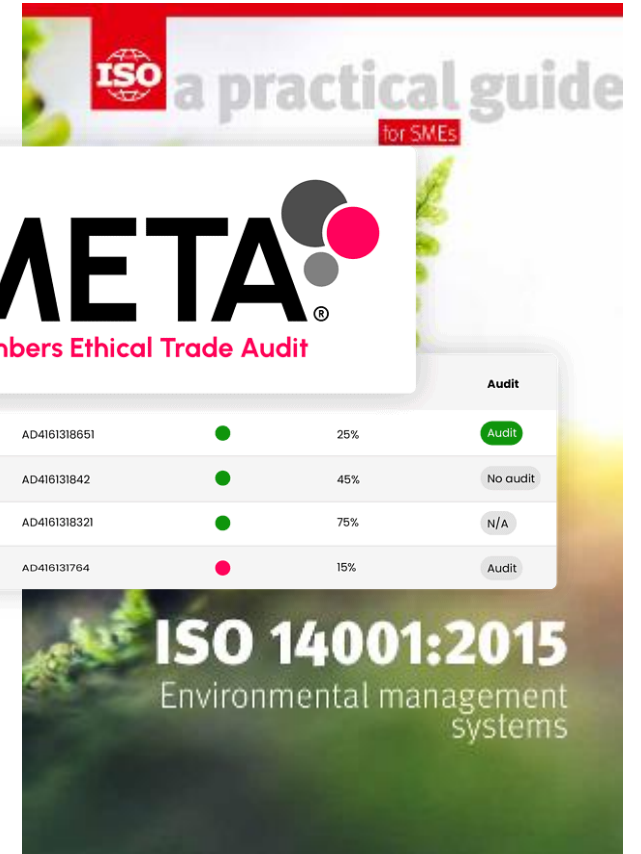 ISO
a practical guide
for SMEs
META®
nbers Ethical Trade Audit
Audit
AD4161318651 25% Audit
AD416131842 45% No audit
AD4161318321 75% N/A
AD416131764 15% Audit
ISO 14001:2015
Environmental management
systems